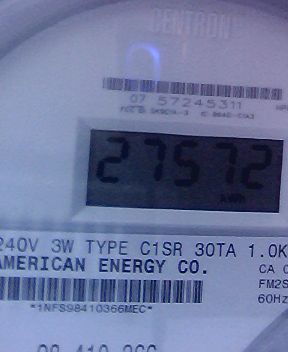 CENTRON
07 57245311
27572
kWh
240V 3W TYPE C1SR 30TA 1.0K
AMERICAN ENERGY CO.
CA
FM2S
60Hz
*1NFS98410366MEC*